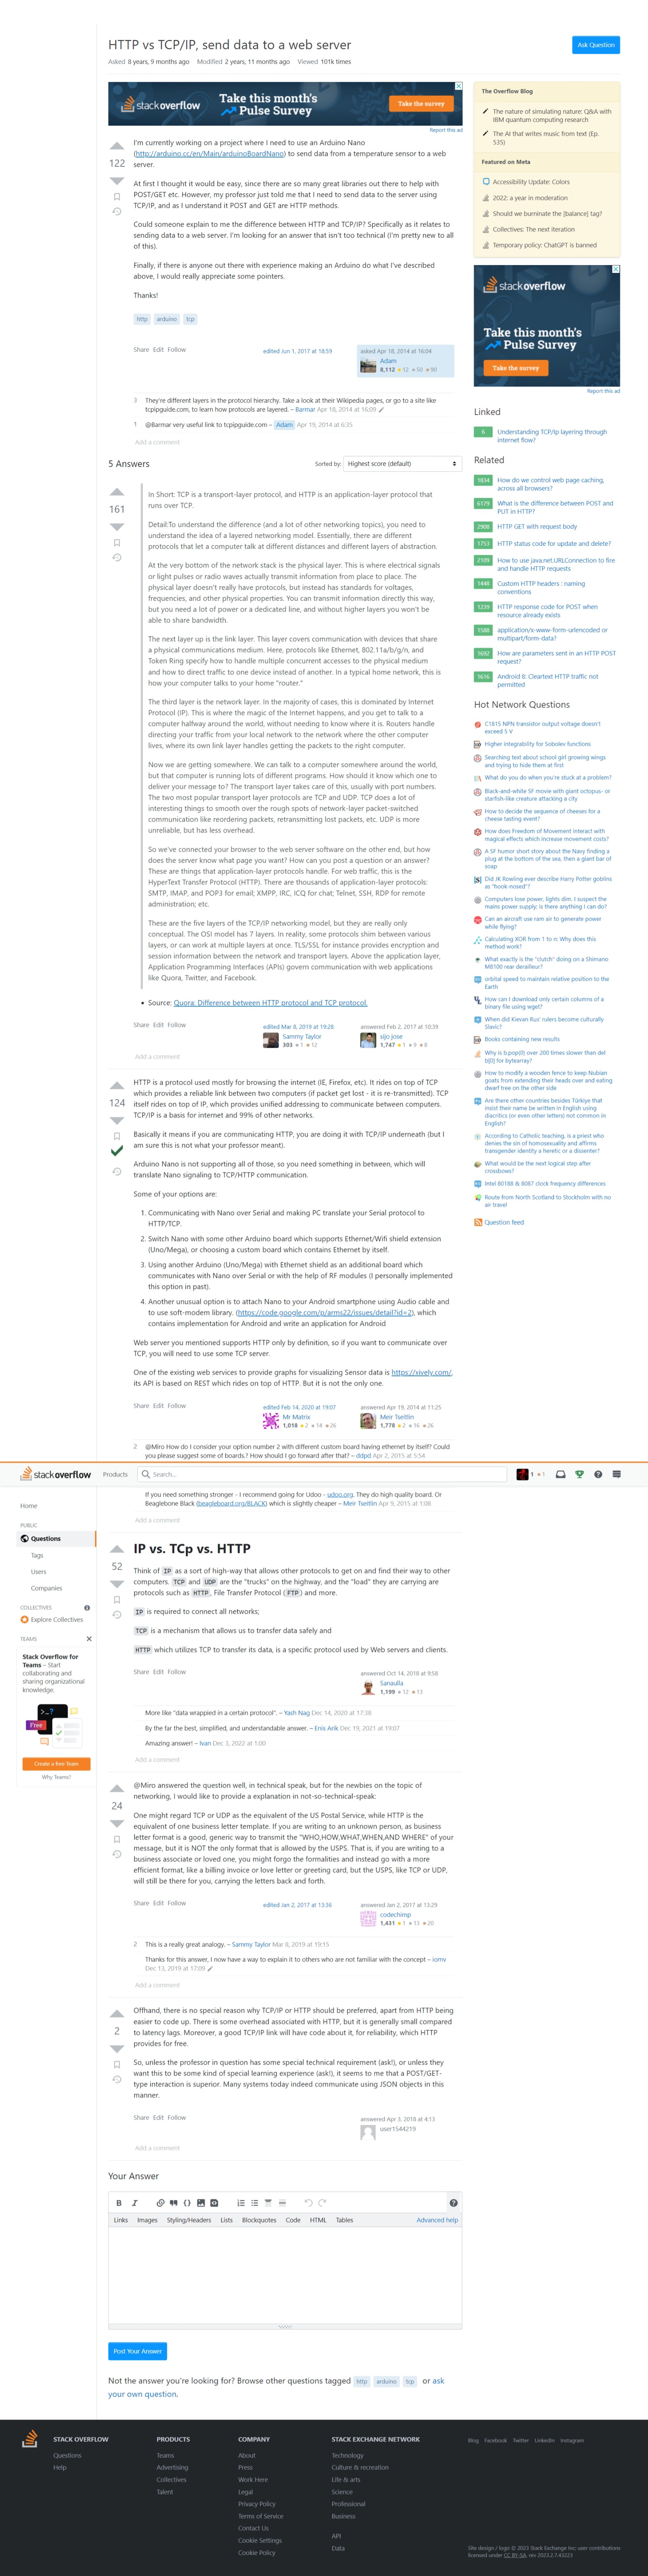 HTTP vs TCP/IP, send data to a web server
Ask Question
Asked 8 years, 9 months ago Modified 2 years, 11 months ago Viewed 101k times
stackoverflow
Take this month's
Pulse Survey
Take the survey
Report this ad
122
I'm currently working on a project where I need to use an Arduino Nano
(http://arduino.cc/en/Main/arduinoBoardNano) to send data from a temperature sensor to a web
server.
At first I thought it would be easy, since there are so many great libraries out there to help with
POST/GET etc. However, my professor just told me that I need to send data to the server using
TCP/IP, and as I understand it POST and GET are HTTP methods.
Could someone explain to me the difference between HTTP and TCP/IP? Specifically as it relates to
sending data to a web server. I'm looking for an answer that isn't too technical (I'm pretty new to all
of this).
Finally, if there is anyone out there with experience making an Arduino do what I've described
above, I would really appreciate some pointers.
Thanks!
http arduino tcp
Share Edit Follow
edited Jun 1, 2017 at 18:59
asked Apr 18, 2014 at 16:04
Adam
8,112 12 50 90
3 They're different layers in the protocol hierarchy. Take a look at their Wikipedia pages, or go to a site like
tcpipguide.com, to learn how protocols are layered. – Barmar Apr 18, 2014 at 16:09
1 @Barmar very useful link to tcpipguide.com – Adam Apr 19, 2014 at 6:35
Add a comment
5 Answers
Sorted by: Highest score (default)
161
In Short: TCP is a transport-layer protocol, and HTTP is an application-layer protocol that
runs over TCP.
Detail:To understand the difference (and a lot of other networking topics), you need to
understand the idea of a layered networking model. Essentially, there are different
protocols that let a computer talk at different distances and different layers of abstraction.
At the very bottom of the network stack is the physical layer. This is where electrical signals
or light pulses or radio waves actually transmit information from place to place. The
physical layer doesn't really have protocols, but instead has standards for voltages,
frequencies, and other physical properties. You can transmit information directly this way,
but you need a lot of power or a dedicated line, and without higher layers you won't be
able to share bandwidth.
The next layer up is the link layer. This layer covers communication with devices that share
a physical communications medium. Here, protocols like Ethernet, 802.11a/b/g/n, and
Token Ring specify how to handle multiple concurrent accesses to the physical medium
and how to direct traffic to one device instead of another. In a typical home network, this is
how your computer talks to your home "router."
The third layer is the network layer. In the majority of cases, this is dominated by Internet
Protocol (IP). This is where the magic of the Internet happens, and you get to talk to a
computer halfway around the world, without needing to know where it is. Routers handle
directing your traffic from your local network to the network where the other computer
lives, where its own link layer handles getting the packets to the right computer.
Now we are getting somewhere. We can talk to a computer somewhere around the world,
but that computer is running lots of different programs. How should it know which one to
deliver your message to? The transport layer takes care of this, usually with port numbers.
The two most popular transport layer protocols are TCP and UDP. TCP does a lot of
interesting things to smooth over the rough spots of network-layer packet-switched
communication like reordering packets, retransmitting lost packets, etc. UDP is more
unreliable, but has less overhead.
So we've connected your browser to the web server software on the other end, but how
does the server know what page you want? How can you post a question or an answer?
These are things that application-layer protocols handle. For web traffic, this is the
HyperText Transfer Protocol (HTTP). There are thousands of application-layer protocols:
SMTP, IMAP, and POP3 for email; XMPP, IRC, ICQ for chat; Telnet, SSH, RDP for remote
administration; etc.
These are the five layers of the TCP/IP networking model, but they are really only
conceptual. The OSI model has 7 layers. In reality, some protocols shim between various
layers, or can work at multiple layers at once. TLS/SSL for instance provides encryption and
session information between the network and transport layers. Above the application layer,
Application Programming Interfaces (APIs) govern communication with web applications
like Quora, Twitter, and Facebook.
• Source: Quora: Difference between HTTP protocol and TCP protocol.
Share Edit Follow
edited Mar 8, 2019 at 19:28
Sammy Taylor
303 1 12
answered Feb 2, 2017 at 10:39
sijo jose
1,747 1 9 8
Add a comment
124
HTTP is a protocol used mostly for browsing the internet (IE, Firefox, etc). It rides on top of TCP
which provides a reliable link between two computers (if packet get lost - it is re-transmitted). TCP
itself rides on top of IP, which provides unified addressing to communicate between computers.
TCP/IP is a basis for internet and 99% of other networks.
Basically it means if you are communicating HTTP, you are doing it with TCP/IP underneath (but I
am sure this is not what your professor meant).
Arduino Nano is not supporting all of those, so you need something in between, which will
translate Nano signaling to TCP/HTTP communication.
Some of your options are:
1. Communicating with Nano over Serial and making PC translate your Serial protocol to
HTTP/TCP.
2. Switch Nano with some other Arduino board which supports Ethernet/Wifi shield extension
(Uno/Mega), or choosing a custom board which contains Ethernet by itself.
3. Using another Arduino (Uno/Mega) with Ethernet shield as an additional board which
communicates with Nano over Serial or with the help of RF modules (I personally implemented
this option in past).
4. Another unusual option is to attach Nano to your Android smartphone using Audio cable and
to use soft-modem library. (https://code.google.com/p/arms22/issues/detail?id=2), which
contains implementation for Android and write an application for Android
Web server you mentioned supports HTTP only by definition, so if you want to communicate over
TCP, you will need to use some TCP server.
One of the existing web services to provide graphs for visualizing Sensor data is https://xively.com/,
its API is based on REST which rides on top of HTTP. But it is not the only one.
Share Edit Follow
edited Feb 14, 2020 at 19:07
Mr Matrix
1,018 2 14 26
answered Apr 19, 2014 at 11:25
Meir Tseitlin
1,778 2 16 26
2 @Miro How do I consider your option number 2 with different custom board having ethernet by itself? Could
you please suggest some of boards.? How should I go forward after that? – ddpd Apr 2, 2015 at 5:54
stackoverflow
Products
Search...
1 1
If you need something stronger - I recommend going for Udoo - udoo.org. They do high quality board. Or
Beaglebone Black (beagleboard.org/BLACK) which is slightly cheaper – Meir Tseitlin Apr 9, 2015 at 1:08
Add a comment
52
IP vs. TCp vs. HTTP
Think of IP as a sort of high-way that allows other protocols to get on and find their way to other
computers. TCP and UDP are the "trucks" on the highway, and the "load" they are carrying are
protocols such as HTTP, File Transfer Protocol (FTP) and more.
IP is required to connect all networks;
TCP is a mechanism that allows us to transfer data safely and
HTTP which utilizes TCP to transfer its data, is a specific protocol used by Web servers and clients.
Share Edit Follow
answered Oct 14, 2018 at 9:58
Sanaulla
1,199 12 13
More like "data wrappied in a certain protocol". – Yash Nag Dec 14, 2020 at 17:38
By the far the best, simplified, and understandable answer. – Enis Arik Dec 19, 2021 at 19:07
Amazing answer! – Ivan Dec 3, 2022 at 1:00
Add a comment
24
@Miro answered the question well, in technical speak, but for the newbies on the topic of
networking, I would like to provide a explanation in not-so-technical-speak:
One might regard TCP or UDP as the equivalent of the US Postal Service, while HTTP is the
equivalent of one business letter template. If you are writing to an unknown person, as business
letter format is a good, generic way to transmit the "WHO,HOW,WHAT,WHEN,AND WHERE" of your
message, but it is NOT the only format that is allowed by the USPS. That is, if you are writing to a
business associate or loved one, you might forgo the formalities and instead go with a more
efficient format, like a billing invoice or love letter or greeting card, but the USPS, like TCP or UDP,
will still be there for you, carrying the letters back and forth.
Share Edit Follow
edited Jan 2, 2017 at 13:36
answered Jan 2, 2017 at 13:29
codechimp
1,431 1 13 20
2 This is a really great analogy. – Sammy Taylor Mar 8, 2019 at 19:15
Thanks for this answer, I now have a way to explain it to others who are not familiar with the concept – iomv
Dec 13, 2019 at 17:09
Add a comment
2
Offhand, there is no special reason why TCP/IP or HTTP should be preferred, apart from HTTP being
easier to code up. There is some overhead associated with HTTP, but it is generally small compared
to latency lags. Moreover, a good TCP/IP link will have code about it, for reliability, which HTTP
provides for free.
So, unless the professor in question has some special technical requirement (ask!), or unless they
want this to be some kind of special learning experience (ask!), it seems to me that a POST/GET-
type interaction is superior. Many systems today indeed communicate using JSON objects in this
manner.
Share Edit Follow
answered Apr 3, 2018 at 4:13
user1544219
Add a comment
Your Answer
Links Images Styling/Headers Lists Blockquotes Code HTML Tables Advanced help
Post Your Answer
Not the answer you're looking for? Browse other questions tagged http arduino tcp or ask
your own question.
Home
PUBLIC
Questions
Tags
Users
Companies
COLLECTIVES
Explore Collectives
TEAMS
Stack Overflow for
Teams – Start
collaborating and
sharing organizational
knowledge.
Free
Create a free Team
Why Teams?
The Overflow Blog
The nature of simulating nature: Q&A with
IBM quantum computing research
The AI that writes music from text (Ep.
535)
Featured on Meta
Accessibility Update: Colors
2022: a year in moderation
Should we burninate the [balance] tag?
Collectives: The next iteration
Temporary policy: ChatGPT is banned
stackoverflow
Take this month's
Pulse Survey
Take the survey
Report this ad
Linked
6 Understanding TCP/Ip layering through
internet flow?
Related
1834 How do we control web page caching,
across all browsers?
6179 What is the difference between POST and
PUT in HTTP?
2908 HTTP GET with request body
1753 HTTP status code for update and delete?
2109 How to use java.net.URLConnection to fire
and handle HTTP requests
1448 Custom HTTP headers : naming
conventions
1239 HTTP response code for POST when
resource already exists
1588 application/x-www-form-urlencoded or
multipart/form-data?
1692 How are parameters sent in an HTTP POST
request?
1616 Android 8: Cleartext HTTP traffic not
permitted
Hot Network Questions
C1815 NPN transistor output voltage doesn't
exceed 5 V
Higher integrability for Sobolev functions
Searching text about school girl growing wings
and trying to hide them at first
What do you do when you're stuck at a problem?
Black-and-white SF movie with giant octopus- or
starfish-like creature attacking a city
How to decide the sequence of cheeses for a
cheese tasting event?
How does Freedom of Movement interact with
magical effects which increase movement costs?
A SF humor short story about the Navy finding a
plug at the bottom of the sea, then a giant bar of
soap
Did JK Rowling ever describe Harry Potter goblins
as "hook-nosed"?
Computers lose power, lights dim. I suspect the
mains power supply; is there anything I can do?
Can an aircraft use ram air to generate power
while flying?
Calculating XOR from 1 to n: Why does this
method work?
What exactly is the "clutch" doing on a Shimano
M8100 rear derailleur?
orbital speed to maintain relative position to the
Earth
How can I download only certain columns of a
binary file using wget?
When did Kievan Rus' rulers become culturally
Slavic?
Books containing new results
Why is b.pop(0) over 200 times slower than del
b[0] for bytearray?
How to modify a wooden fence to keep Nubian
goats from extending their heads over and eating
dwarf tree on the other side
Are there other countries besides Türkiye that
insist their name be written in English using
diacritics (or even other letters) not common in
English?
According to Catholic teaching, is a priest who
denies the sin of homosexuality and affirms
transgender identity a heretic or a dissenter?
What would be the next logical step after
crossbows?
Intel 80188 & 8087 clock frequency differences
Route from North Scotland to Stockholm with no
air travel
Question feed
STACK OVERFLOW
Questions
Help
PRODUCTS
Teams
Advertising
Collectives
Talent
COMPANY
About
Press
Work Here
Legal
Privacy Policy
Terms of Service
Contact Us
Cookie Settings
Cookie Policy
STACK EXCHANGE NETWORK
Technology
Culture & recreation
Life & arts
Science
Professional
Business
API
Data
Blog Facebook Twitter LinkedIn Instagram
Site design / logo © 2023 Stack Exchange Inc; user contributions
licensed under CC BY-SA. rev 2023.2.7.43223